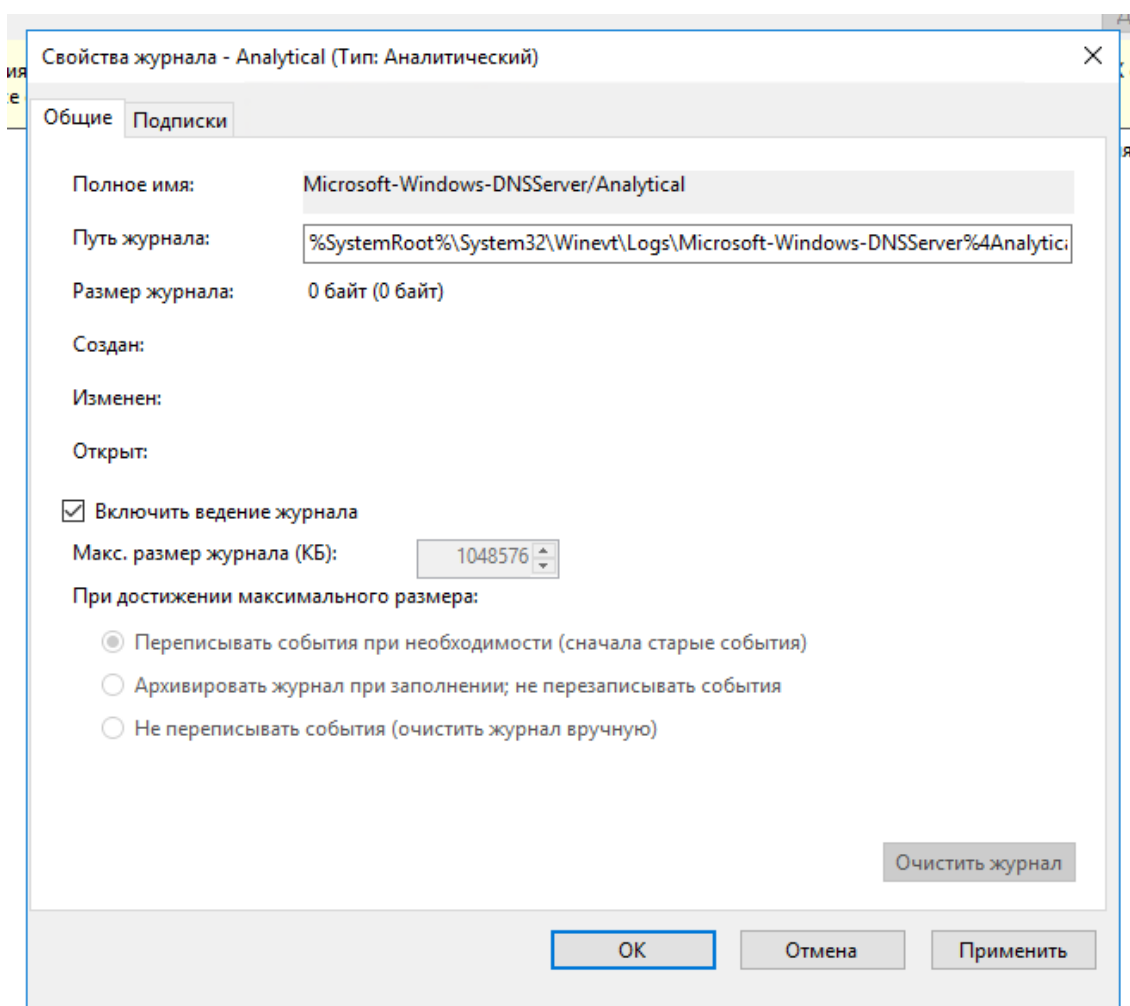 Свойства журнала - Analytical (Тип: Аналитический)
Общие
Подписки
Полное имя:
Microsoft-Windows-DNSServer/Analytical
Путь журнала:
%SystemRoot%\System32\Winevt\Logs\Microsoft-Windows-DNSServer%4Analytica
Размер журнала:
0 байт (0 байт)
Создан:
Изменен:
Открыт:
Включить ведение журнала
Макс. размер журнала (КБ):
1048576
При достижении максимального размера:
Переписывать события при необходимости (сначала старые события)
Архивировать журнал при заполнении; не перезаписывать события
Не переписывать события (очистить журнал вручную)
Очистить журнал
ОК
Отмена
Применить